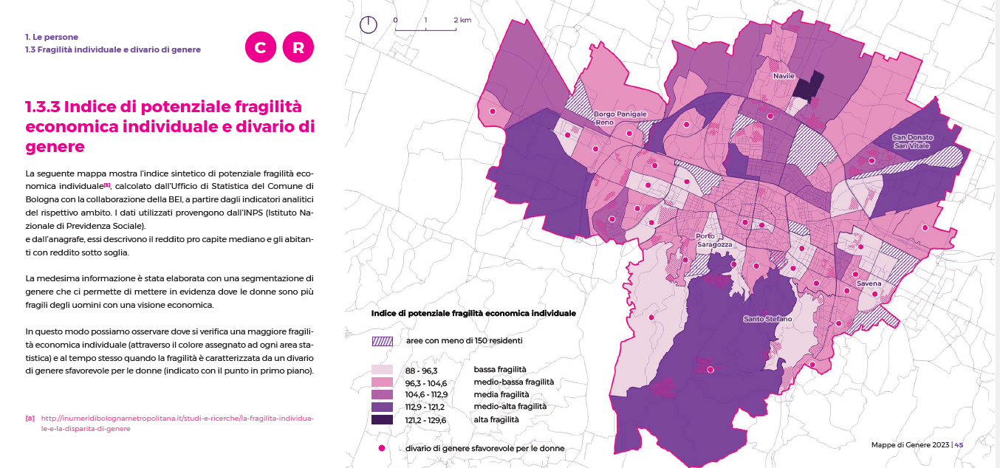 1. Le persone
1.3 Fragilità individuale e divario di genere
C R
1.3.3 Indice di potenziale fragilità
economica individuale e divario di
genere
La seguente mappa mostra l'indice sintetico di potenziale fragilità eco-
nomica individuale[8], calcolato dall'Ufficio di Statistica del Comune di
Bologna con la collaborazione della BEI, a partire dagli indicatori analitici
del rispettivo ambito. I dati utilizzati provengono dall'INPS (Istituto Na-
zionale di Previdenza Sociale).
e dall'anagrafe, essi descrivono il reddito pro capite mediano e gli abitan-
ti con reddito sotto soglia.
La medesima informazione è stata elaborata con una segmentazione di
genere che ci permette di mettere in evidenza dove le donne sono più
fragili degli uomini con una visione economica.
In questo modo possiamo osservare dove si verifica una maggiore fragili-
tà economica individuale (attraverso il colore assegnato ad ogni area sta-
tistica) e al tempo stesso quando la fragilità è caratterizzata da un divario
di genere sfavorevole per le donne (indicato con il punto in primo piano).
[8] http://inumeridibolognametropolitana.it/studi-e-ricerche/la-fragilita-individua-
le-e-la-disparita-di-genere
0 1 2 km
Navile
Borgo Panigale
Reno
San Donato
San Vitale
Porto
Saragozza
Savena
Santo Stefano
Indice di potenziale fragilità economica individuale
aree con meno di 150 residenti
88 - 96,3 bassa fragilità
96,3 - 104,6 medio-bassa fragilità
104,6 - 112,9 media fragilità
112,9 - 121,2 medio-alta fragilità
121,2 - 129,6 alta fragilità
divario di genere sfavorevole per le donne
Mappe di Genere 2023 | 45